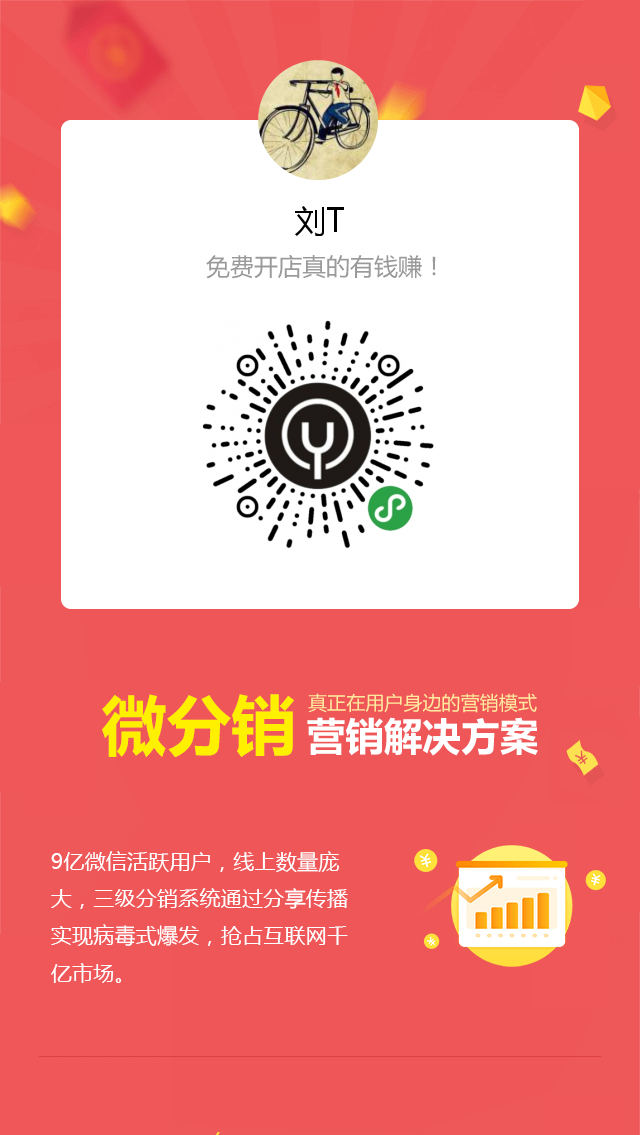 刘T
免费开店真的有钱赚！
微分销
真正在用户身边的营销模式
营销解决方案
9亿微信活跃用户，线上数量庞
大，三级分销系统通过分享传播
实现病毒式爆发，抢占互联网千
亿市场。